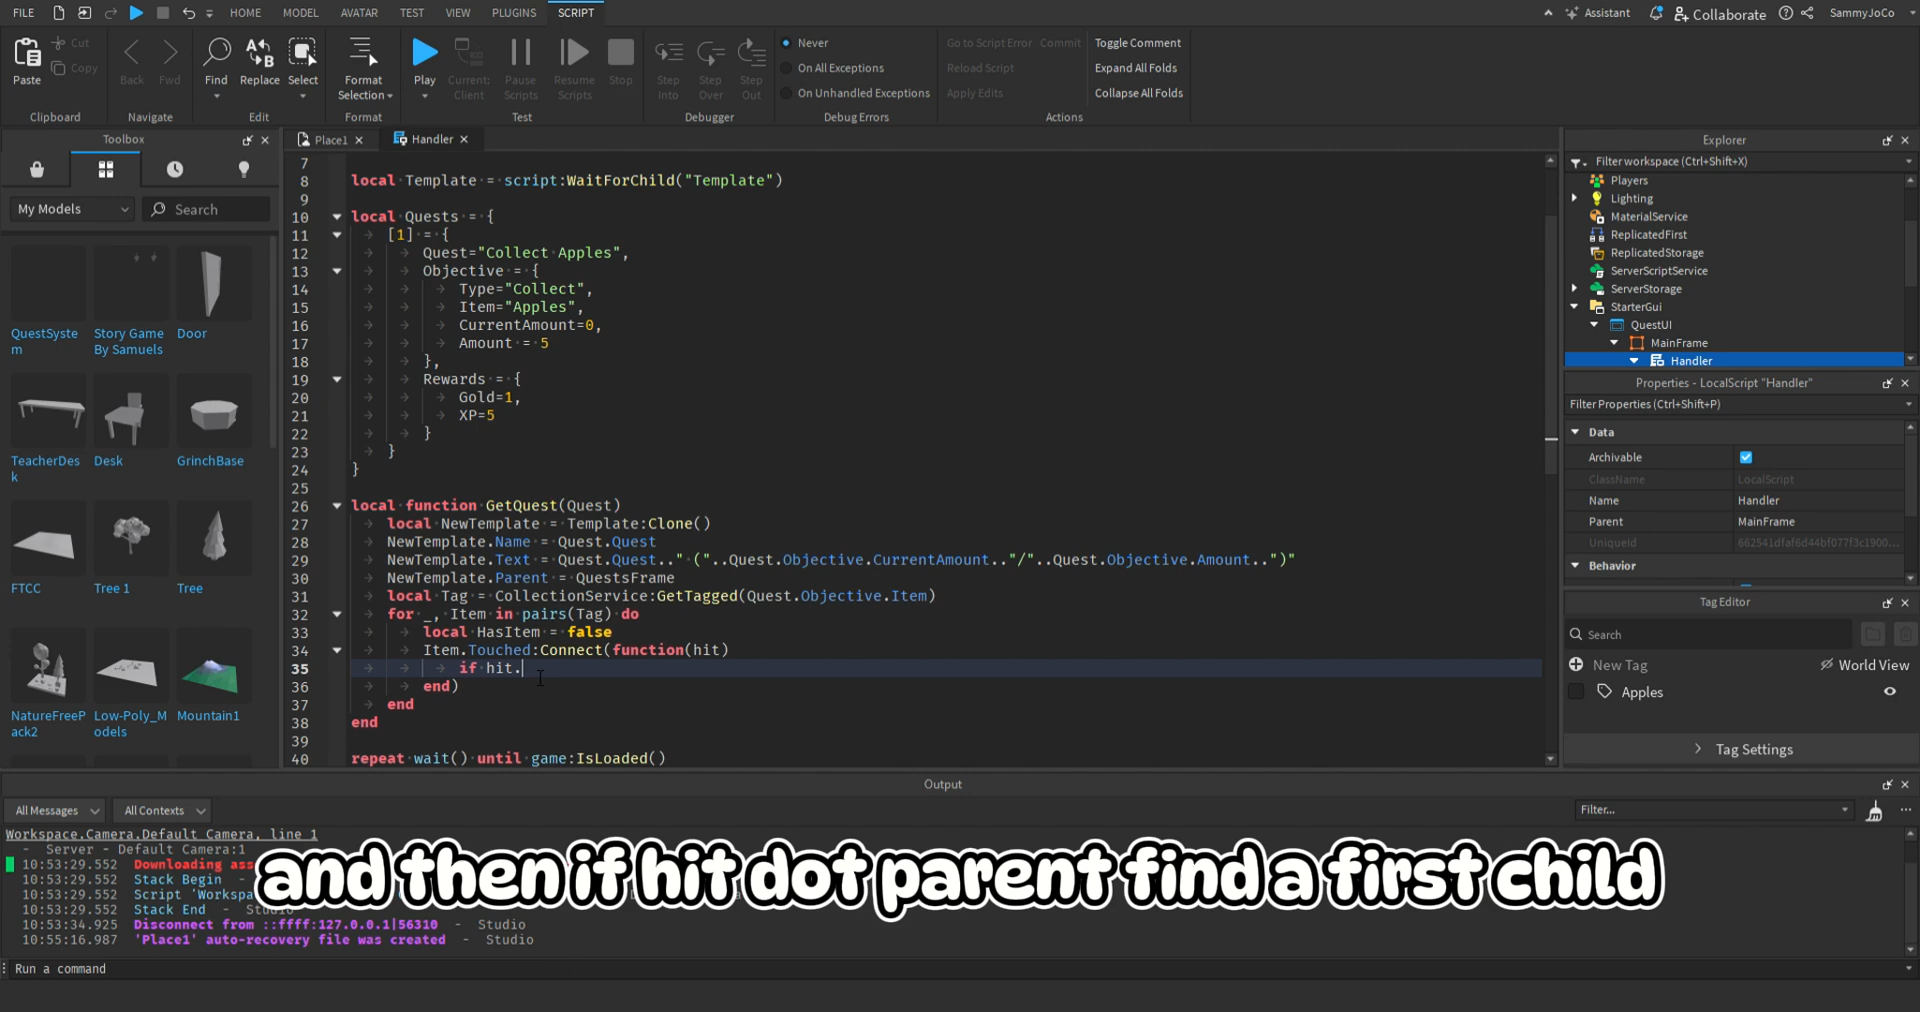 FILE HOME MODEL AVATAR TEST VIEW PLUGINS SCRIPT Assistant Collaborate SammyJoCo
Paste Cut Copy Back Fwd Find Replace Select Format Selection Play Current: Client Pause Scripts Resume Scripts Stop Step Into Step Over Step Out
Never
On All Exceptions
On Unhandled Exceptions
Go to Script Error Commit
Reload Script
Apply Edits
Toggle Comment
Expand All Folds
Collapse All Folds
Clipboard Navigate Edit Format Test Debugger Debug Errors Actions
Toolbox
My Models Search
QuestSystem
Story Game By Samuels
Door
TeacherDesk
Desk
GrinchBase
FTCC
Tree 1
Tree
NatureFreePack2
Low-Poly_Models
Mountain1
Place1 Handler
7
8 local Template = script:WaitForChild("Template")
9
10 local Quests = {
11 [1] = {
12 Quest="Collect Apples",
13 Objective = {
14 Type="Collect",
15 Item="Apples",
16 CurrentAmount=0,
17 Amount = 5
18 },
19 Rewards = {
20 Gold=1,
21 XP=5
22 }
23 }
24 }
25
26 local function GetQuest(Quest)
27 local NewTemplate = Template:Clone()
28 NewTemplate.Name = Quest.Quest
29 NewTemplate.Text = Quest.Quest.." ("..Quest.Objective.CurrentAmount.."/"..Quest.Objective.Amount..")"
30 NewTemplate.Parent = QuestsFrame
31 local Tag = CollectionService:GetTagged(Quest.Objective.Item)
32 for _, Item in pairs(Tag) do
33 local HasItem = false
34 Item.Touched:Connect(function(hit)
35 if hit.
36 end)
37 end
38 end
39
40 repeat wait() until game:IsLoaded()
Explorer
Filter workspace (Ctrl+Shift+X)
Players
Lighting
MaterialService
ReplicatedFirst
ReplicatedStorage
ServerScriptService
ServerStorage
StarterGui
QuestUI
MainFrame
Handler
Properties - LocalScript "Handler"
Filter Properties (Ctrl+Shift+P)
Data
Archivable
ClassName LocalScript
Name Handler
Parent MainFrame
UniqueId 662541dfaf6d44bf077f3c1900...
Behavior
Tag Editor
Search
New Tag World View
Apples
Tag Settings
Output
All Messages All Contexts Filter...
Workspace.Camera.Default Camera, line 1
- Server - Default Camera:1
10:53:29.552 Downloading ass
10:53:29.552 Stack Begin -
10:53:29.552 Script 'Workspa
10:53:29.552 Stack End - Studio
10:53:34.925 Disconnect from ::ffff:127.0.0.1|56310 - Studio
10:55:16.987 'Place1' auto-recovery file was created - Studio
and then if hit dot parent find a first child
Run a command